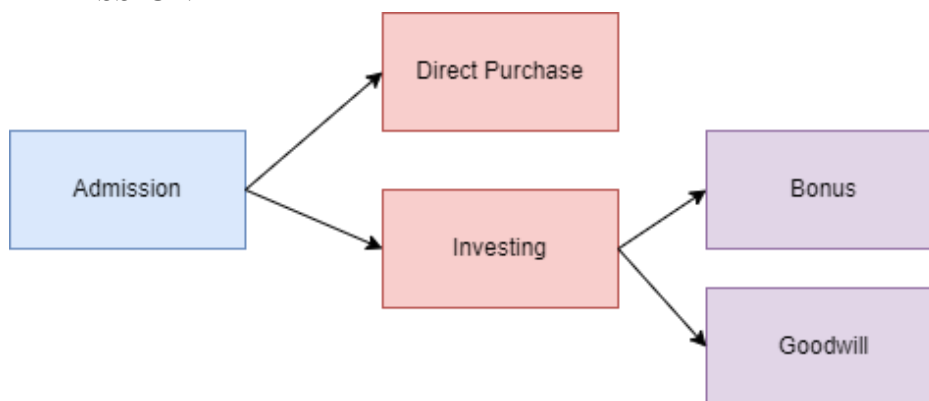 Direct Purchase
Admission
Investing
Bonus
Goodwill